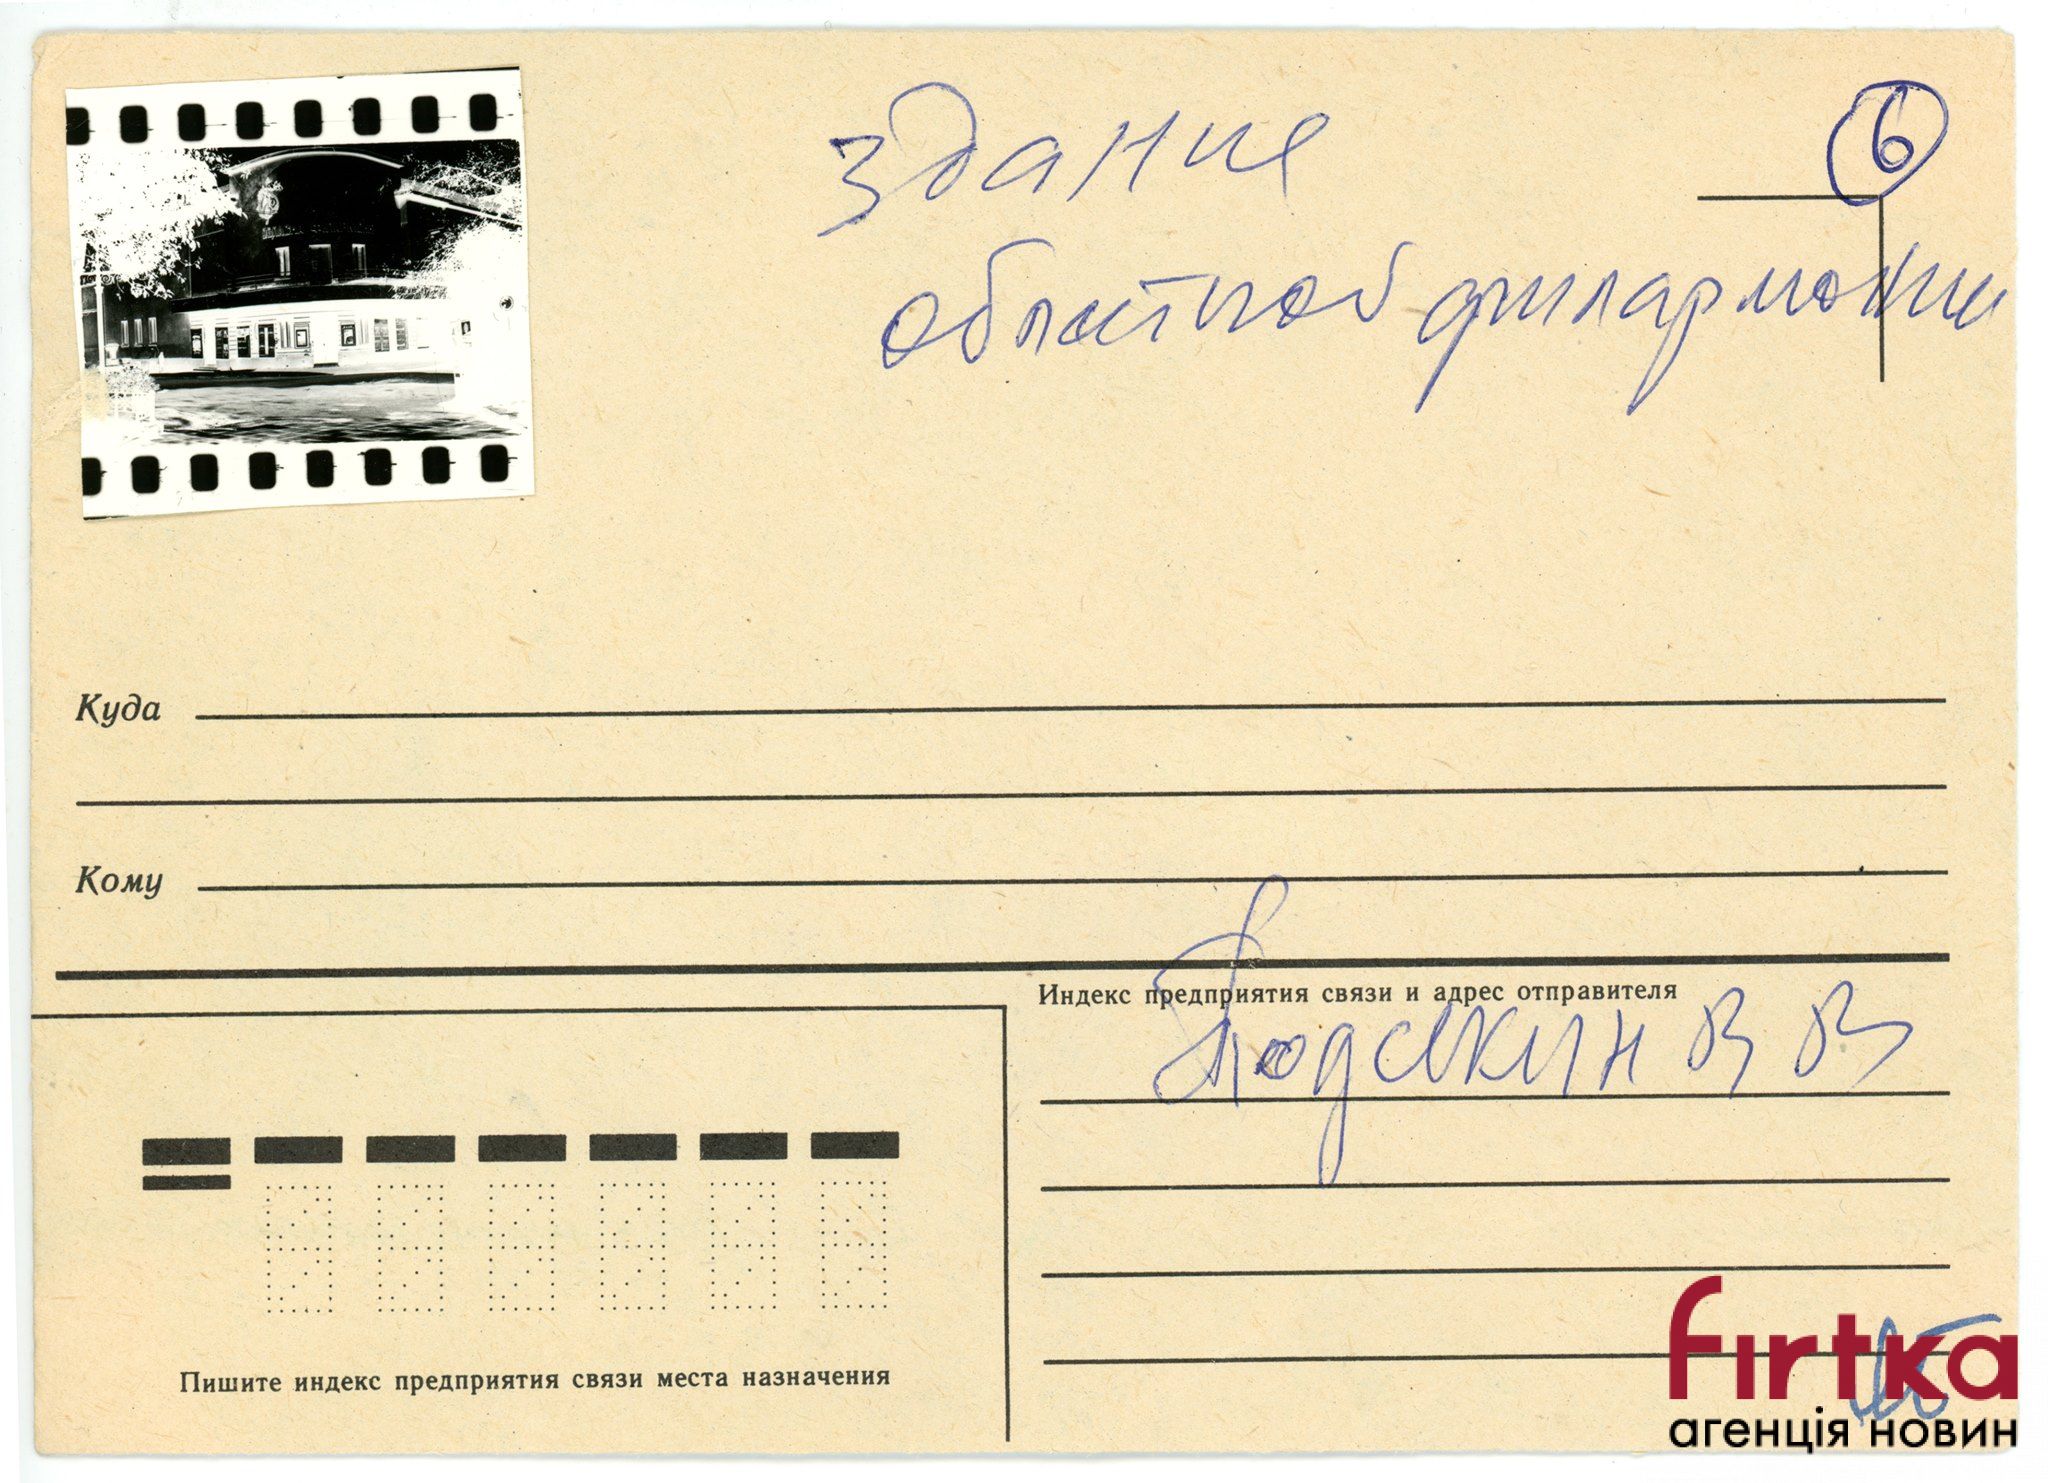 6
здание
областной филармонии
Куда
Кому
Индекс предприятия связи и адрес отправителя
В В
Пишите индекс предприятия связи места назначения
fırtka
агенція новин